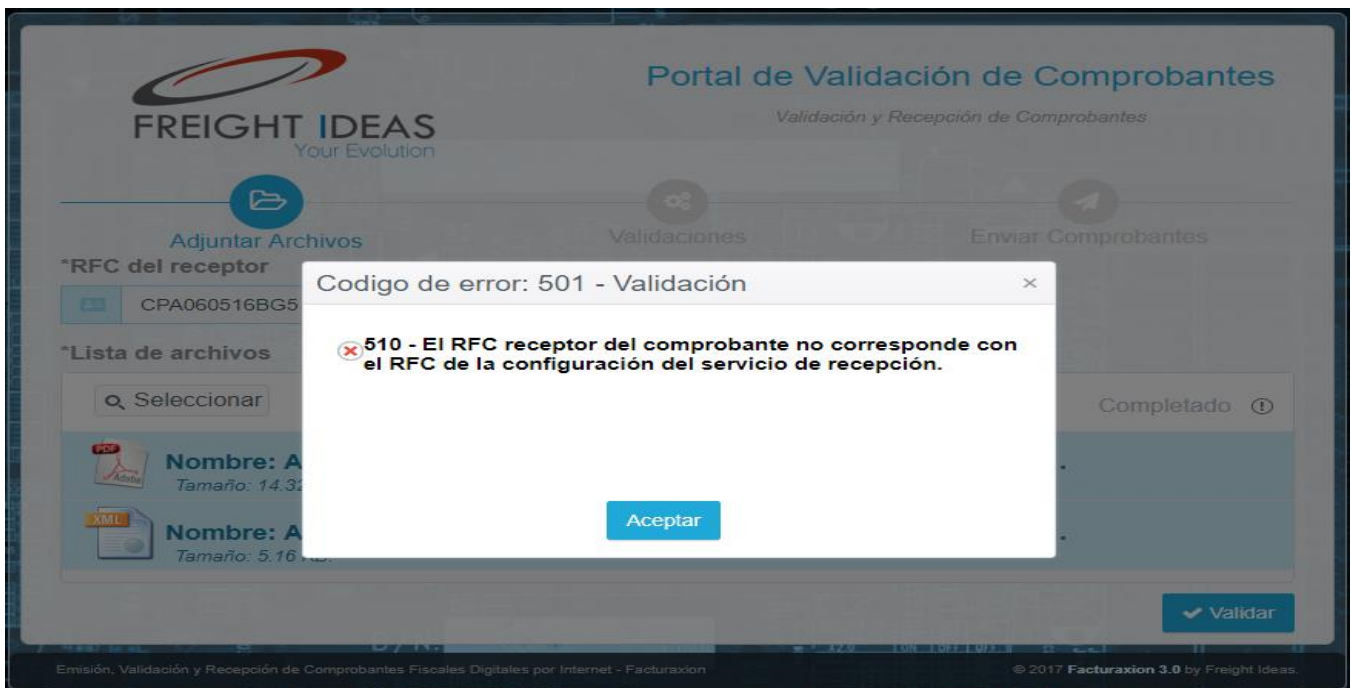 FREIGHT IDEAS
Your Evolution
Portal de Validación de Comprobantes
Validación y Recepción de Comprobantes
Adjuntar Archivos
Validaciones
Enviar Comprobantes
*RFC del receptor
CPA060516BG5
Codigo de error: 501 - Validación
×
510 - El RFC receptor del comprobante no corresponde con
el RFC de la configuración del servicio de recepción.
Aceptar
*Lista de archivos
Seleccionar
Completado
PDF
Adobe
Nombre: A
Tamaño: 14.32
XML
Nombre: A
Tamaño: 5.16
Validar
Emisión, Validación y Recepción de Comprobantes Fiscales Digitales por Internet - Facturaxion
© 2017 Facturaxion 3.0 by Freight Ideas.